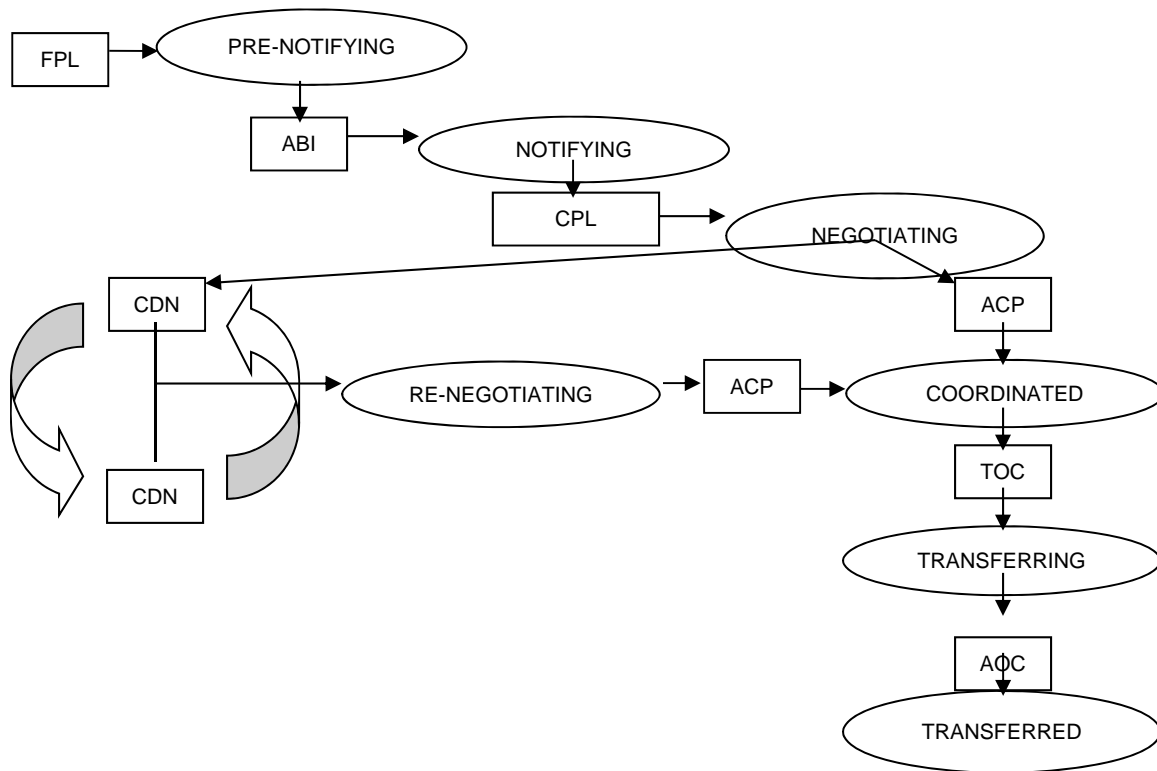 FPL
PRE-NOTIFYING
ABI
NOTIFYING
CPL
NEGOTIATING
CDN
ACP
RE-NEGOTIATING
ACP
COORDINATED
CDN
TOC
TRANSFERRING
AOC
TRANSFERRED